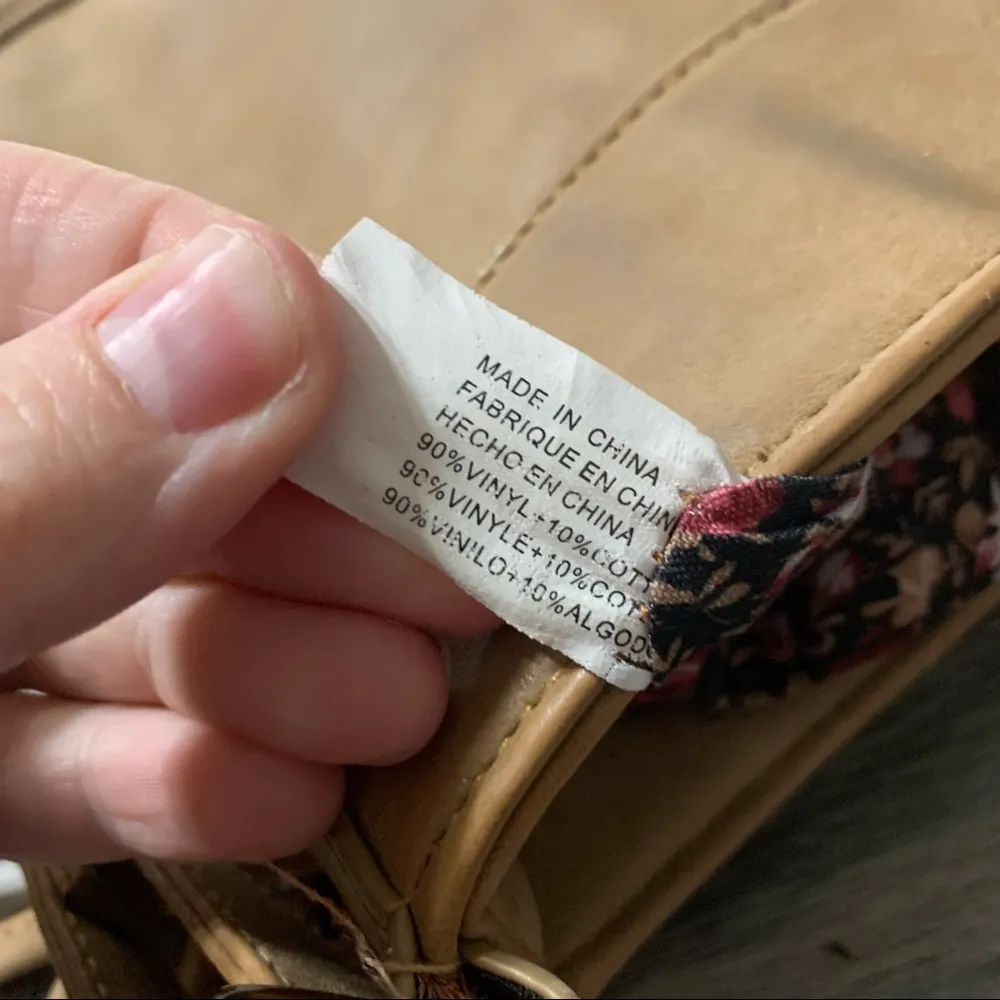 MADE IN CHINA
FABRIQUE EN CHIN
HECHO EN CHINA
90%VINYL+10%COTT
90%VINYLE+10%COT
90%VINILO+10%ALGOD